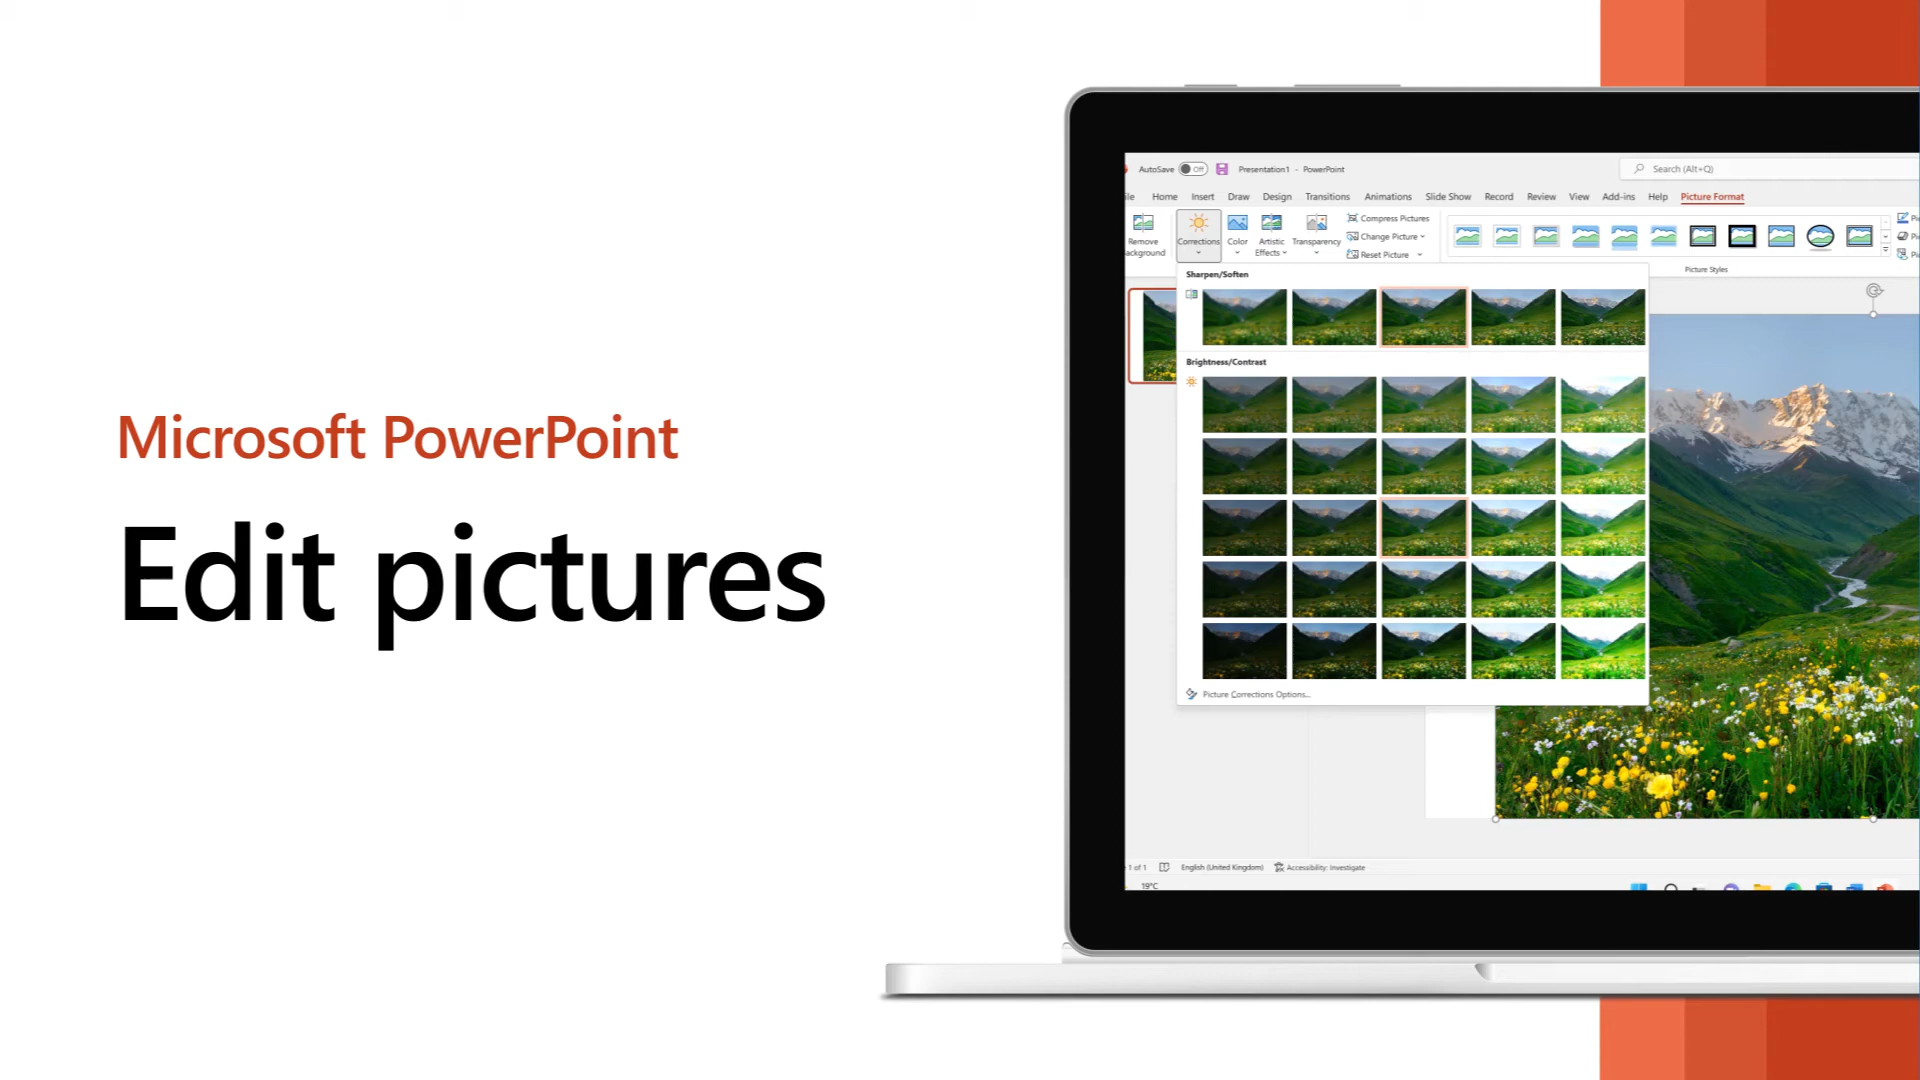 Microsoft PowerPoint
Edit pictures
AutoSave Off Presentation1 - PowerPoint Search (Alt+Q)
Home Insert Draw Design Transitions Animations Slide Show Record Review View Add-ins Help Picture Format
Remove
Corrections
Color
Artistic
Effects
Transparency
Compress Pictures
Change Picture
Reset Picture
Picture Styles
Sharpen/Soften
Brightness/Contrast
Picture Corrections Options...
1 of 1 English (United Kingdom) Accessibility: Investigate
19°C